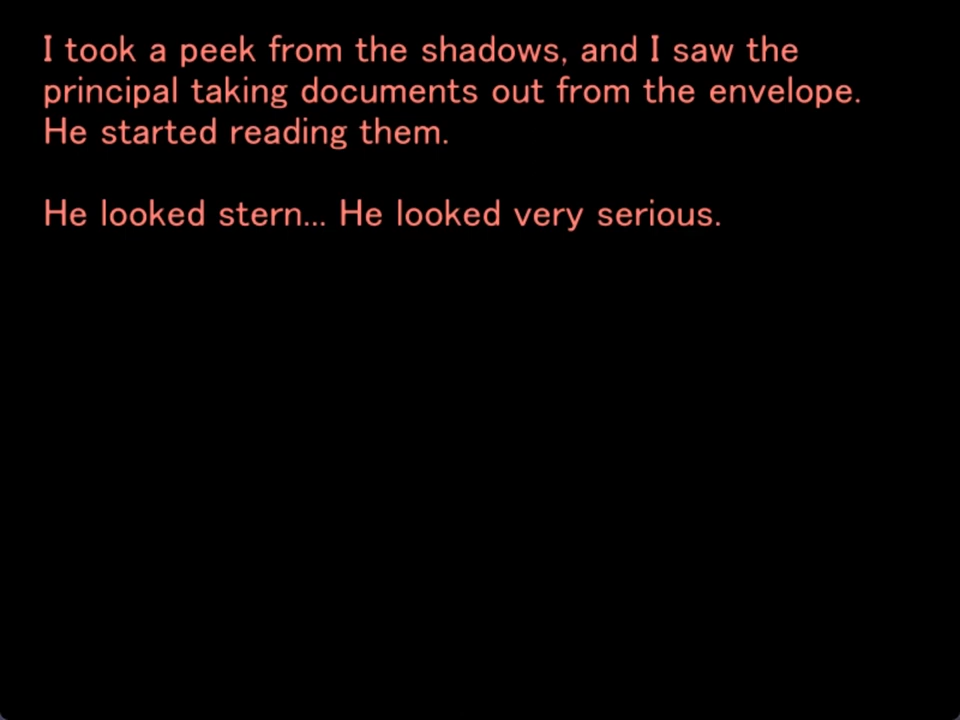 I took a peek from the shadows, and I saw the
principal taking documents out from the envelope.
He started reading them.
He looked stern... He looked very serious.